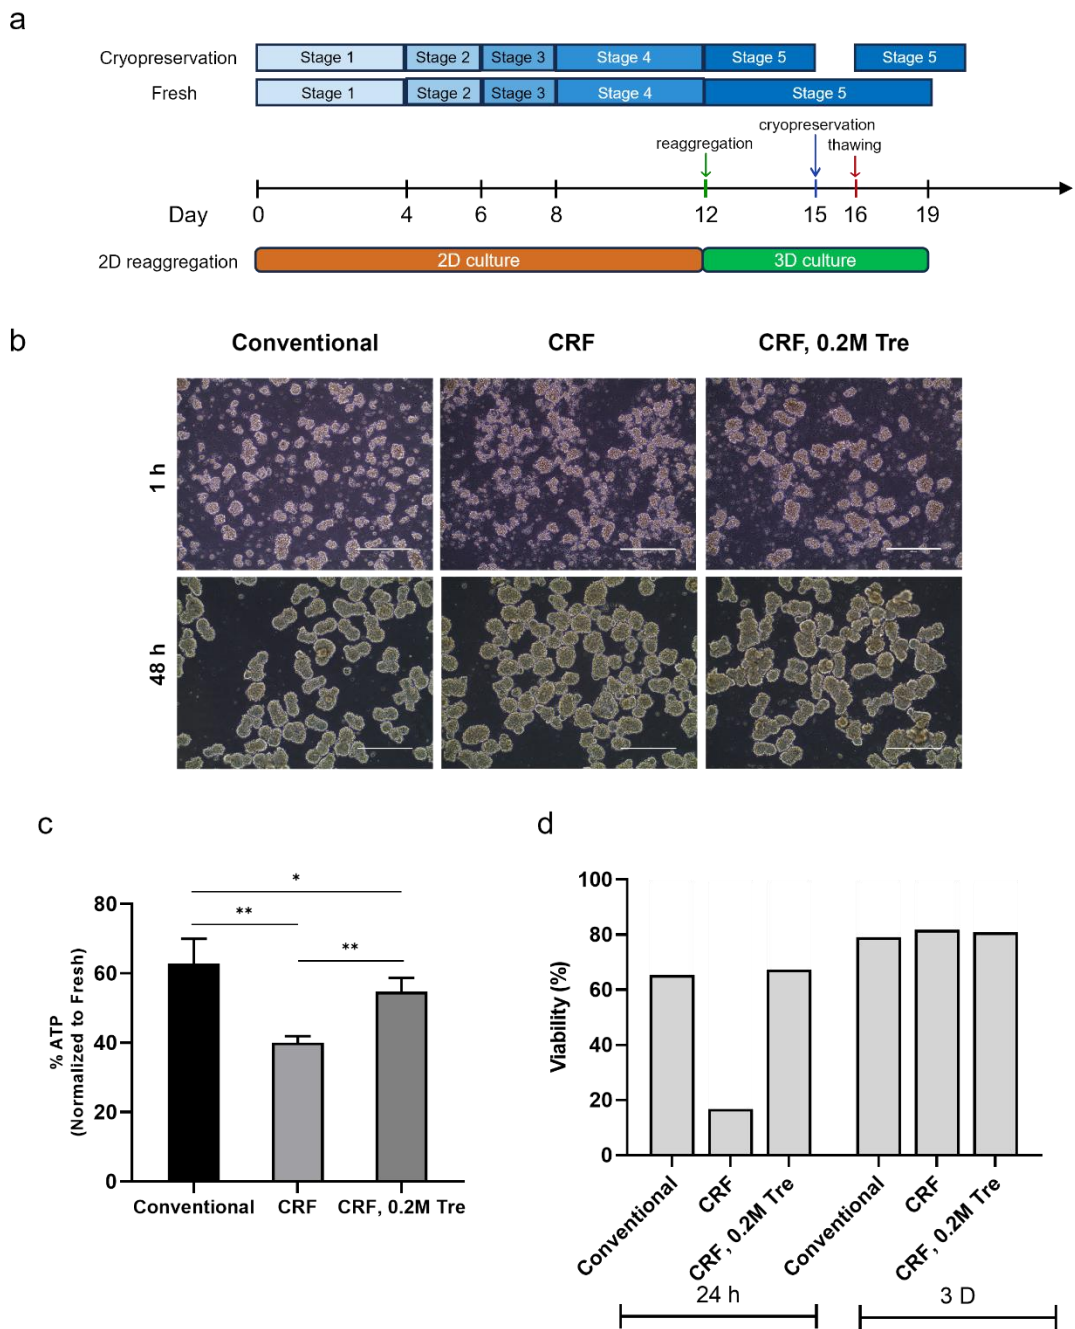 a
Cryopreservation Stage 1 Stage 2 Stage 3 Stage 4 Stage 5 Stage 5
Fresh Stage 1 Stage 2 Stage 3 Stage 4 Stage 5
cryopreservation
reaggregation thawing
Day 0 4 6 8 12 15 16 19
2D reaggregation 2D culture 3D culture
b
Conventional CRF CRF, 0.2M Tre
1 h
48 h
c
% ATP
(Normalized to Fresh)
80
60
40
20
0
*
**
**
Conventional CRF CRF, 0.2M Tre
d
Viability (%)
100
80
60
40
20
0
Conventional
CRF
CRF, 0.2M Tre
Conventional
CRF
CRF, 0.2M Tre
24 h 3 D